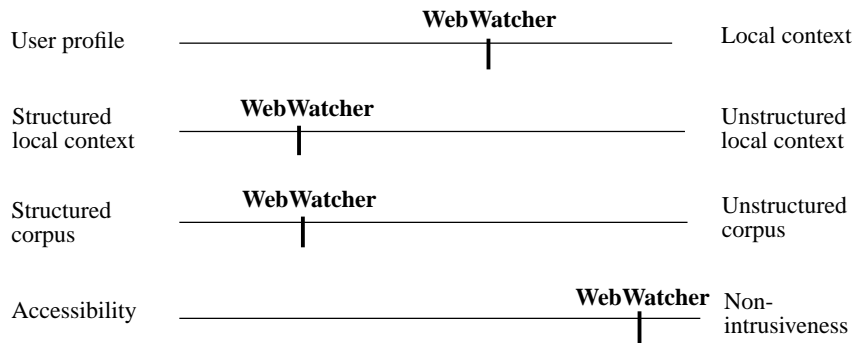 WebWatcher
User profile
Local context
WebWatcher
Structured
local context
Unstructured
local context
WebWatcher
Structured
corpus
Unstructured
corpus
WebWatcher
Accessibility
Non-
intrusiveness